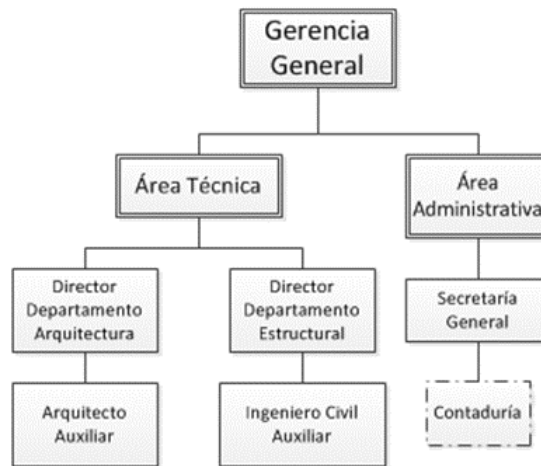 Gerencia
General
Área Técnica
Área
Administrativa
Director
Departamento
Arquitectura
Director
Departamento
Estructural
Secretaría
General
Arquitecto
Auxiliar
Ingeniero Civil
Auxiliar
Contaduría